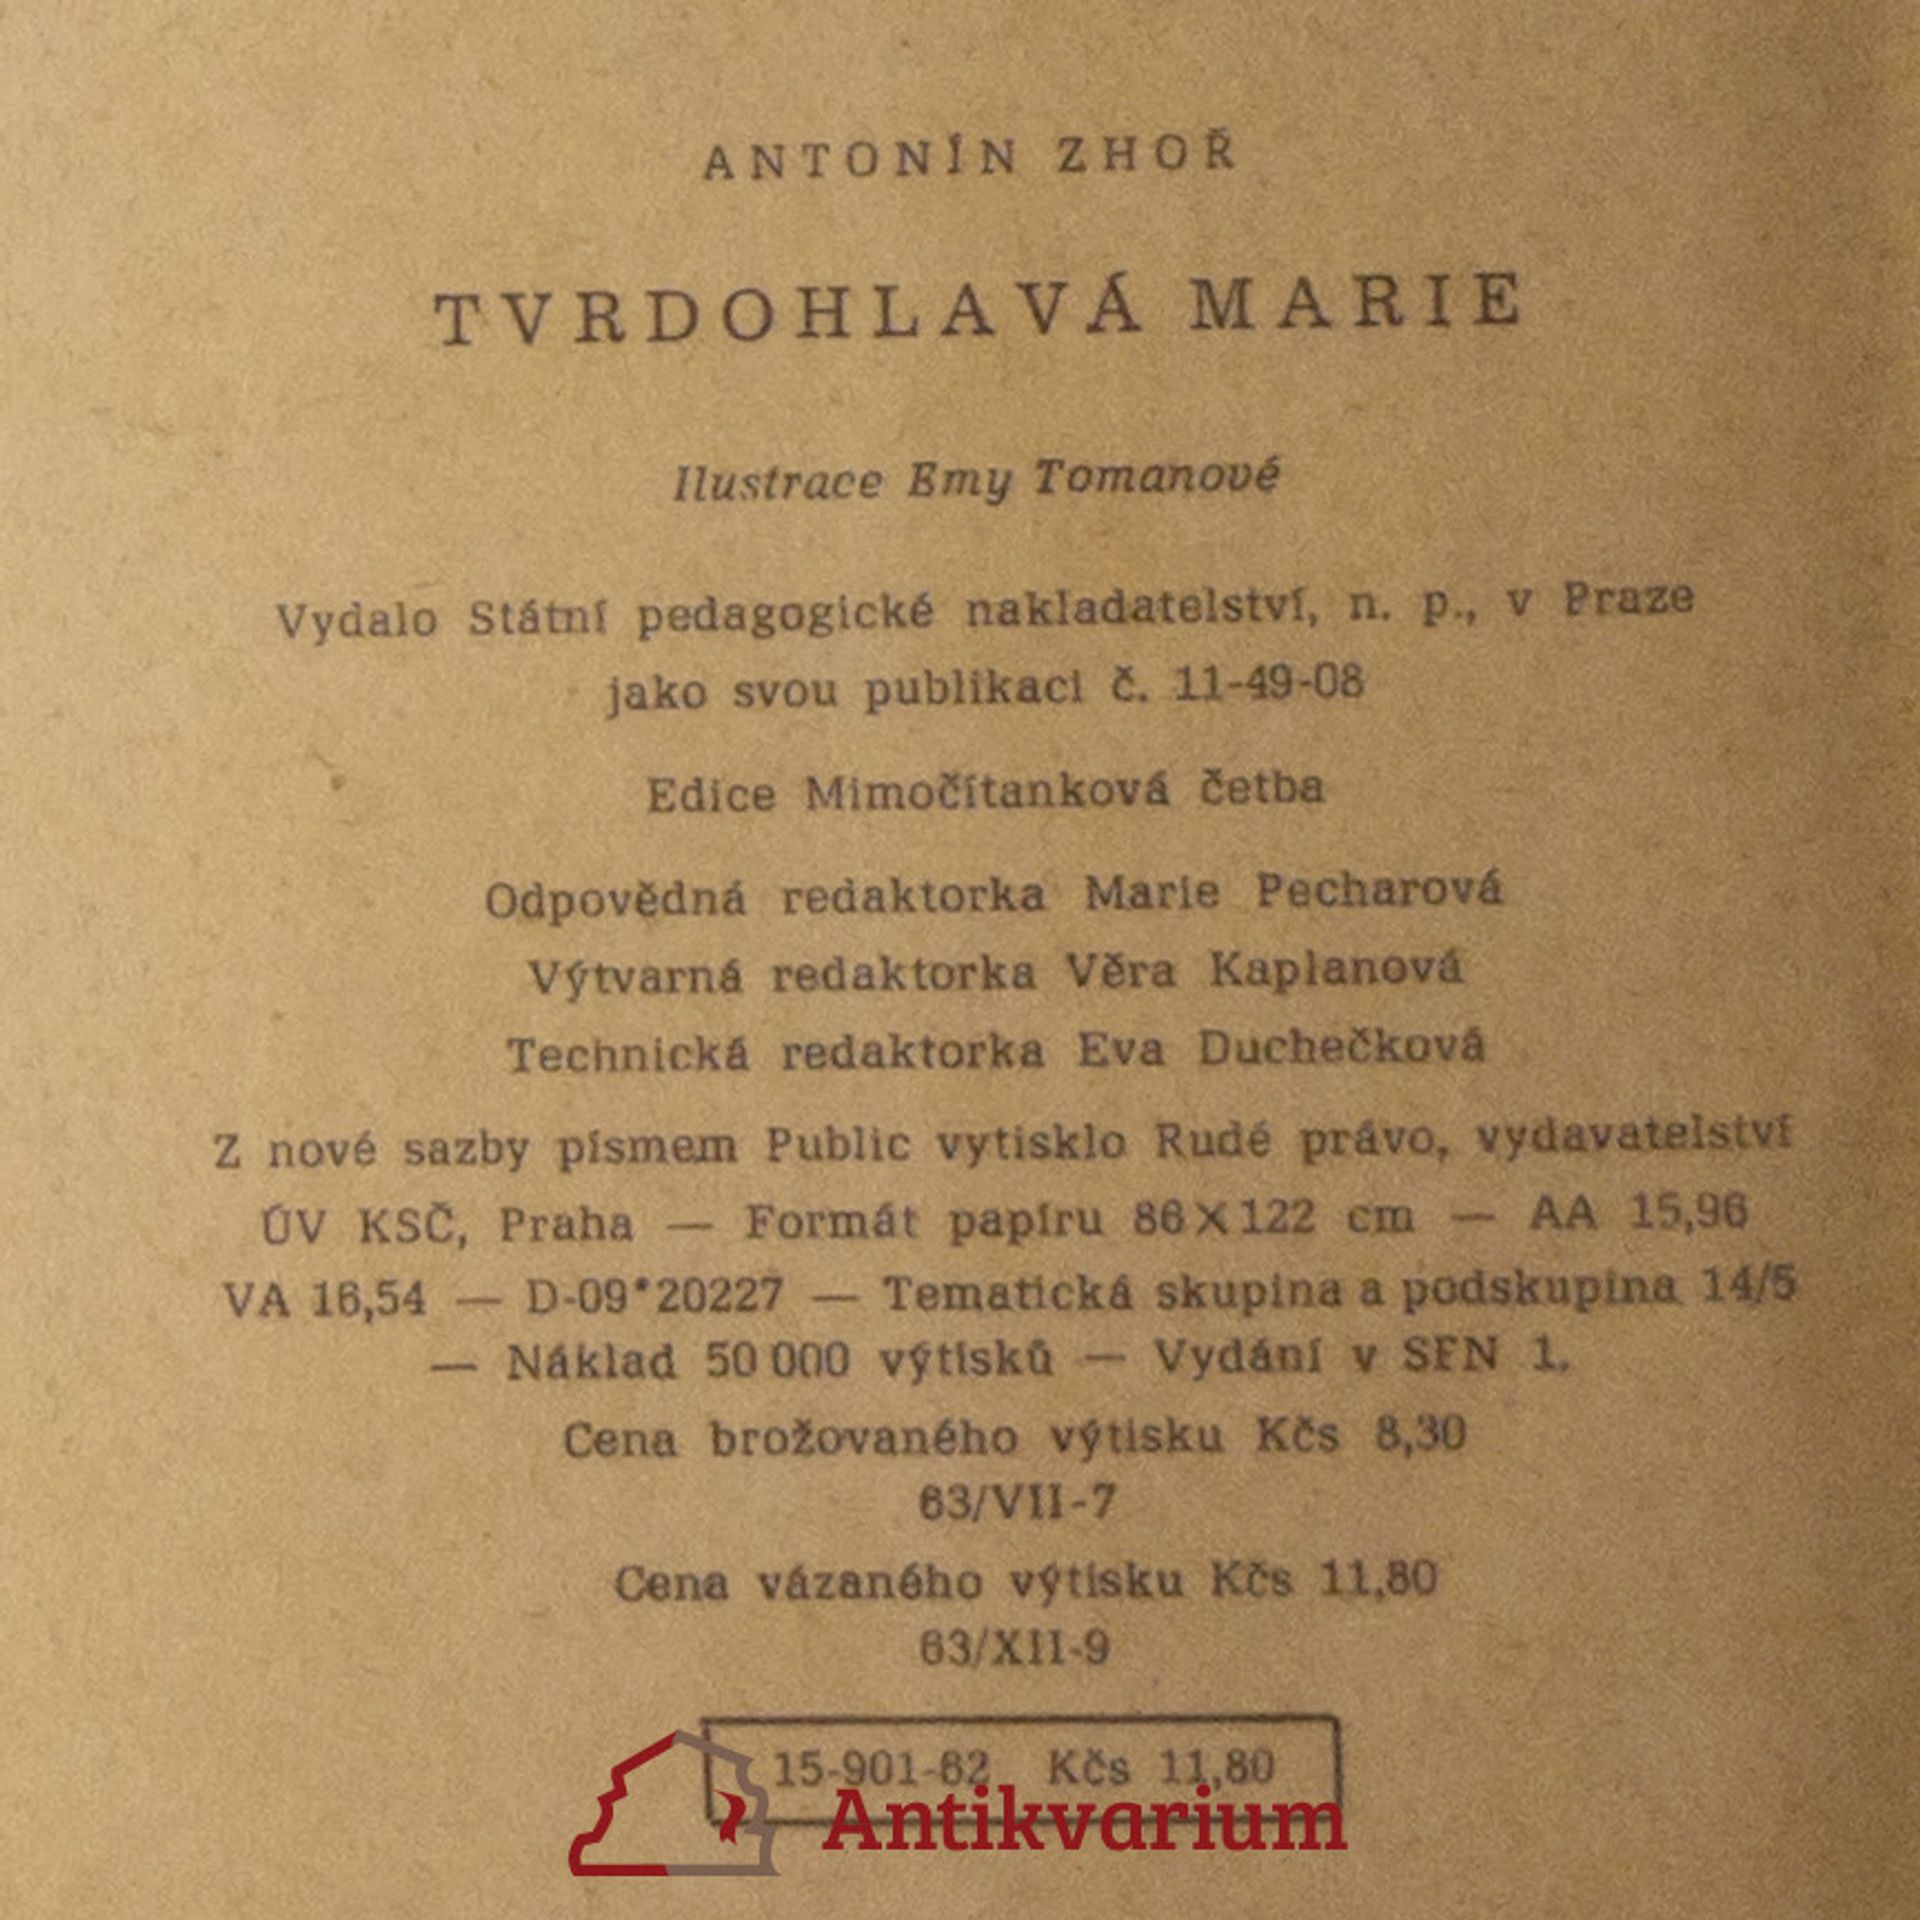 ANTONÍN ZHOŘ
TVRDOHLAVÁ MARIE
Ilustrace Emy Tomanové
Vydalo Státní pedagogické nakladatelství, n. p., v Praze
jako svou publikaci č. 11-49-08
Edice Mimočítanková četba
Odpovědná redaktorka Marie Pecharová
Výtvarná redaktorka Věra Kaplanová
Technická redaktorka Eva Duchečková
Z nové sazby písmem Public vytisklo Rudé právo, vydavatelství
ÚV KSČ, Praha — Formát papíru 86×122 cm — AA 15,96
VA 16,54 — D-09*20227 — Tematická skupina a podskupina 14/5
— Náklad 50 000 výtisků — Vydání v SPN 1.
Cena brožovaného výtisku Kčs 8,30
63/VII-7
Cena vázaného výtisku Kčs 11,80
63/XII-9
15-901-62 Kčs 11,80
Antikvarium